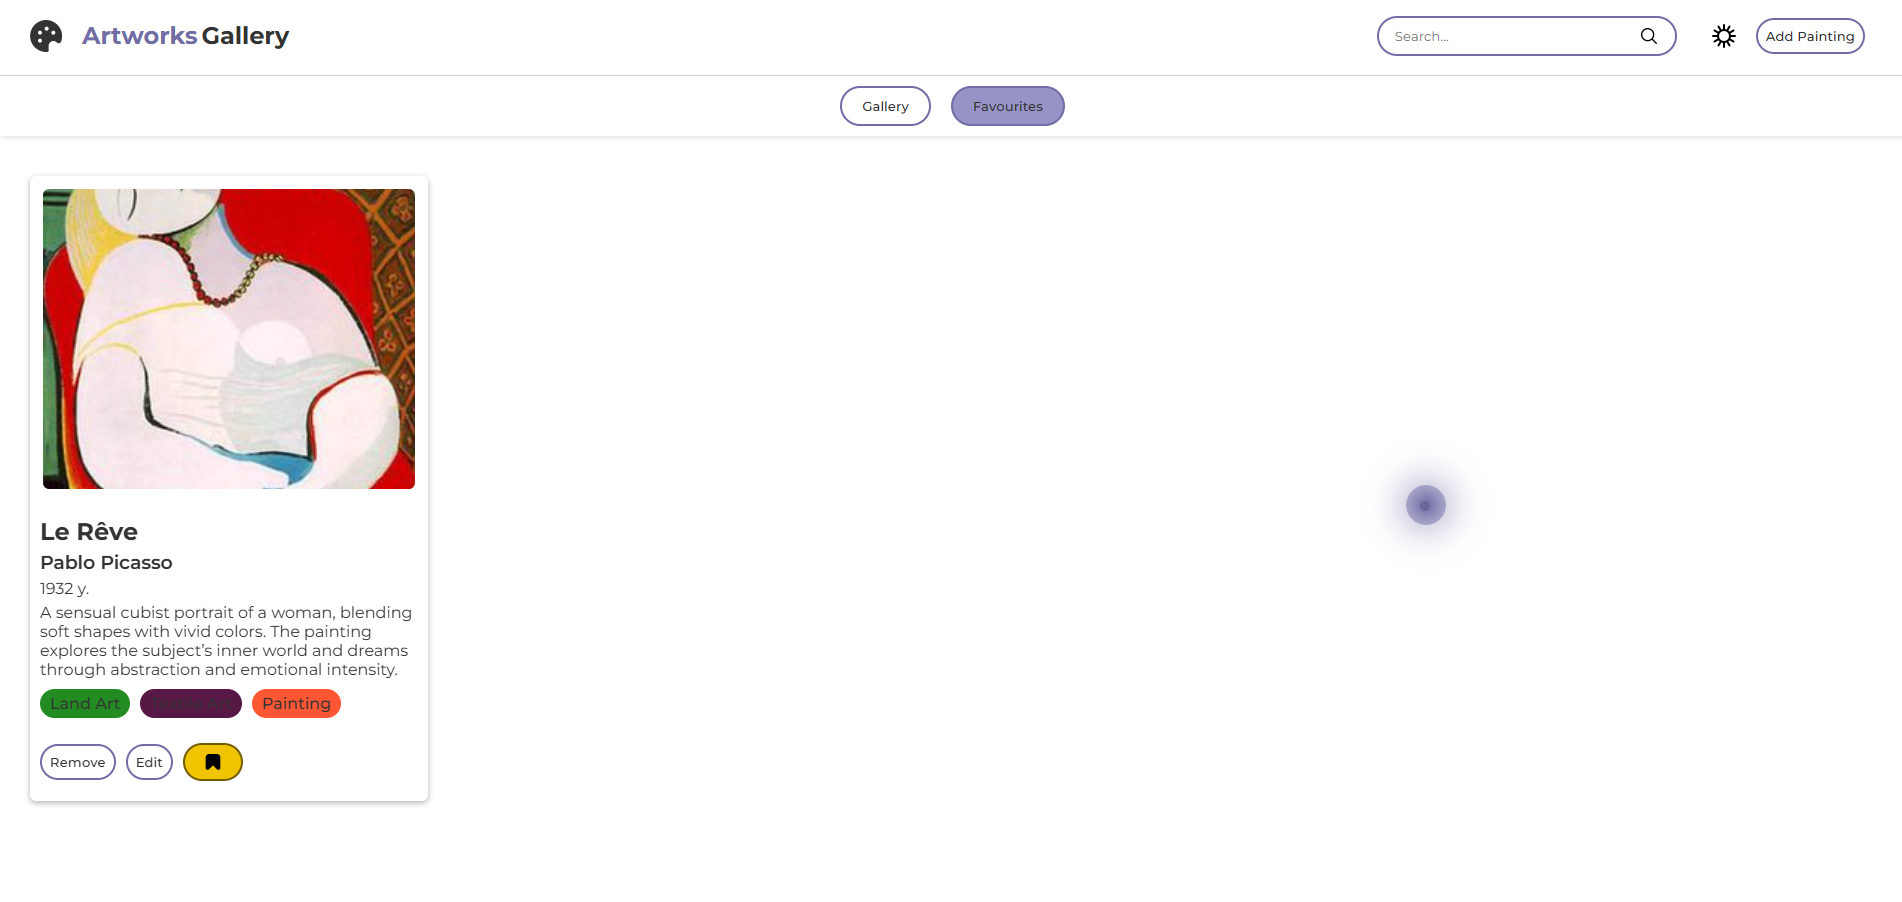 Artworks Gallery
Search...
Add Painting
Gallery
Favourites
Le Rêve
Pablo Picasso
1932 y.
A sensual cubist portrait of a woman, blending
soft shapes with vivid colors. The painting
explores the subject’s inner world and dreams
through abstraction and emotional intensity.
Land Art
Painting
Remove
Edit